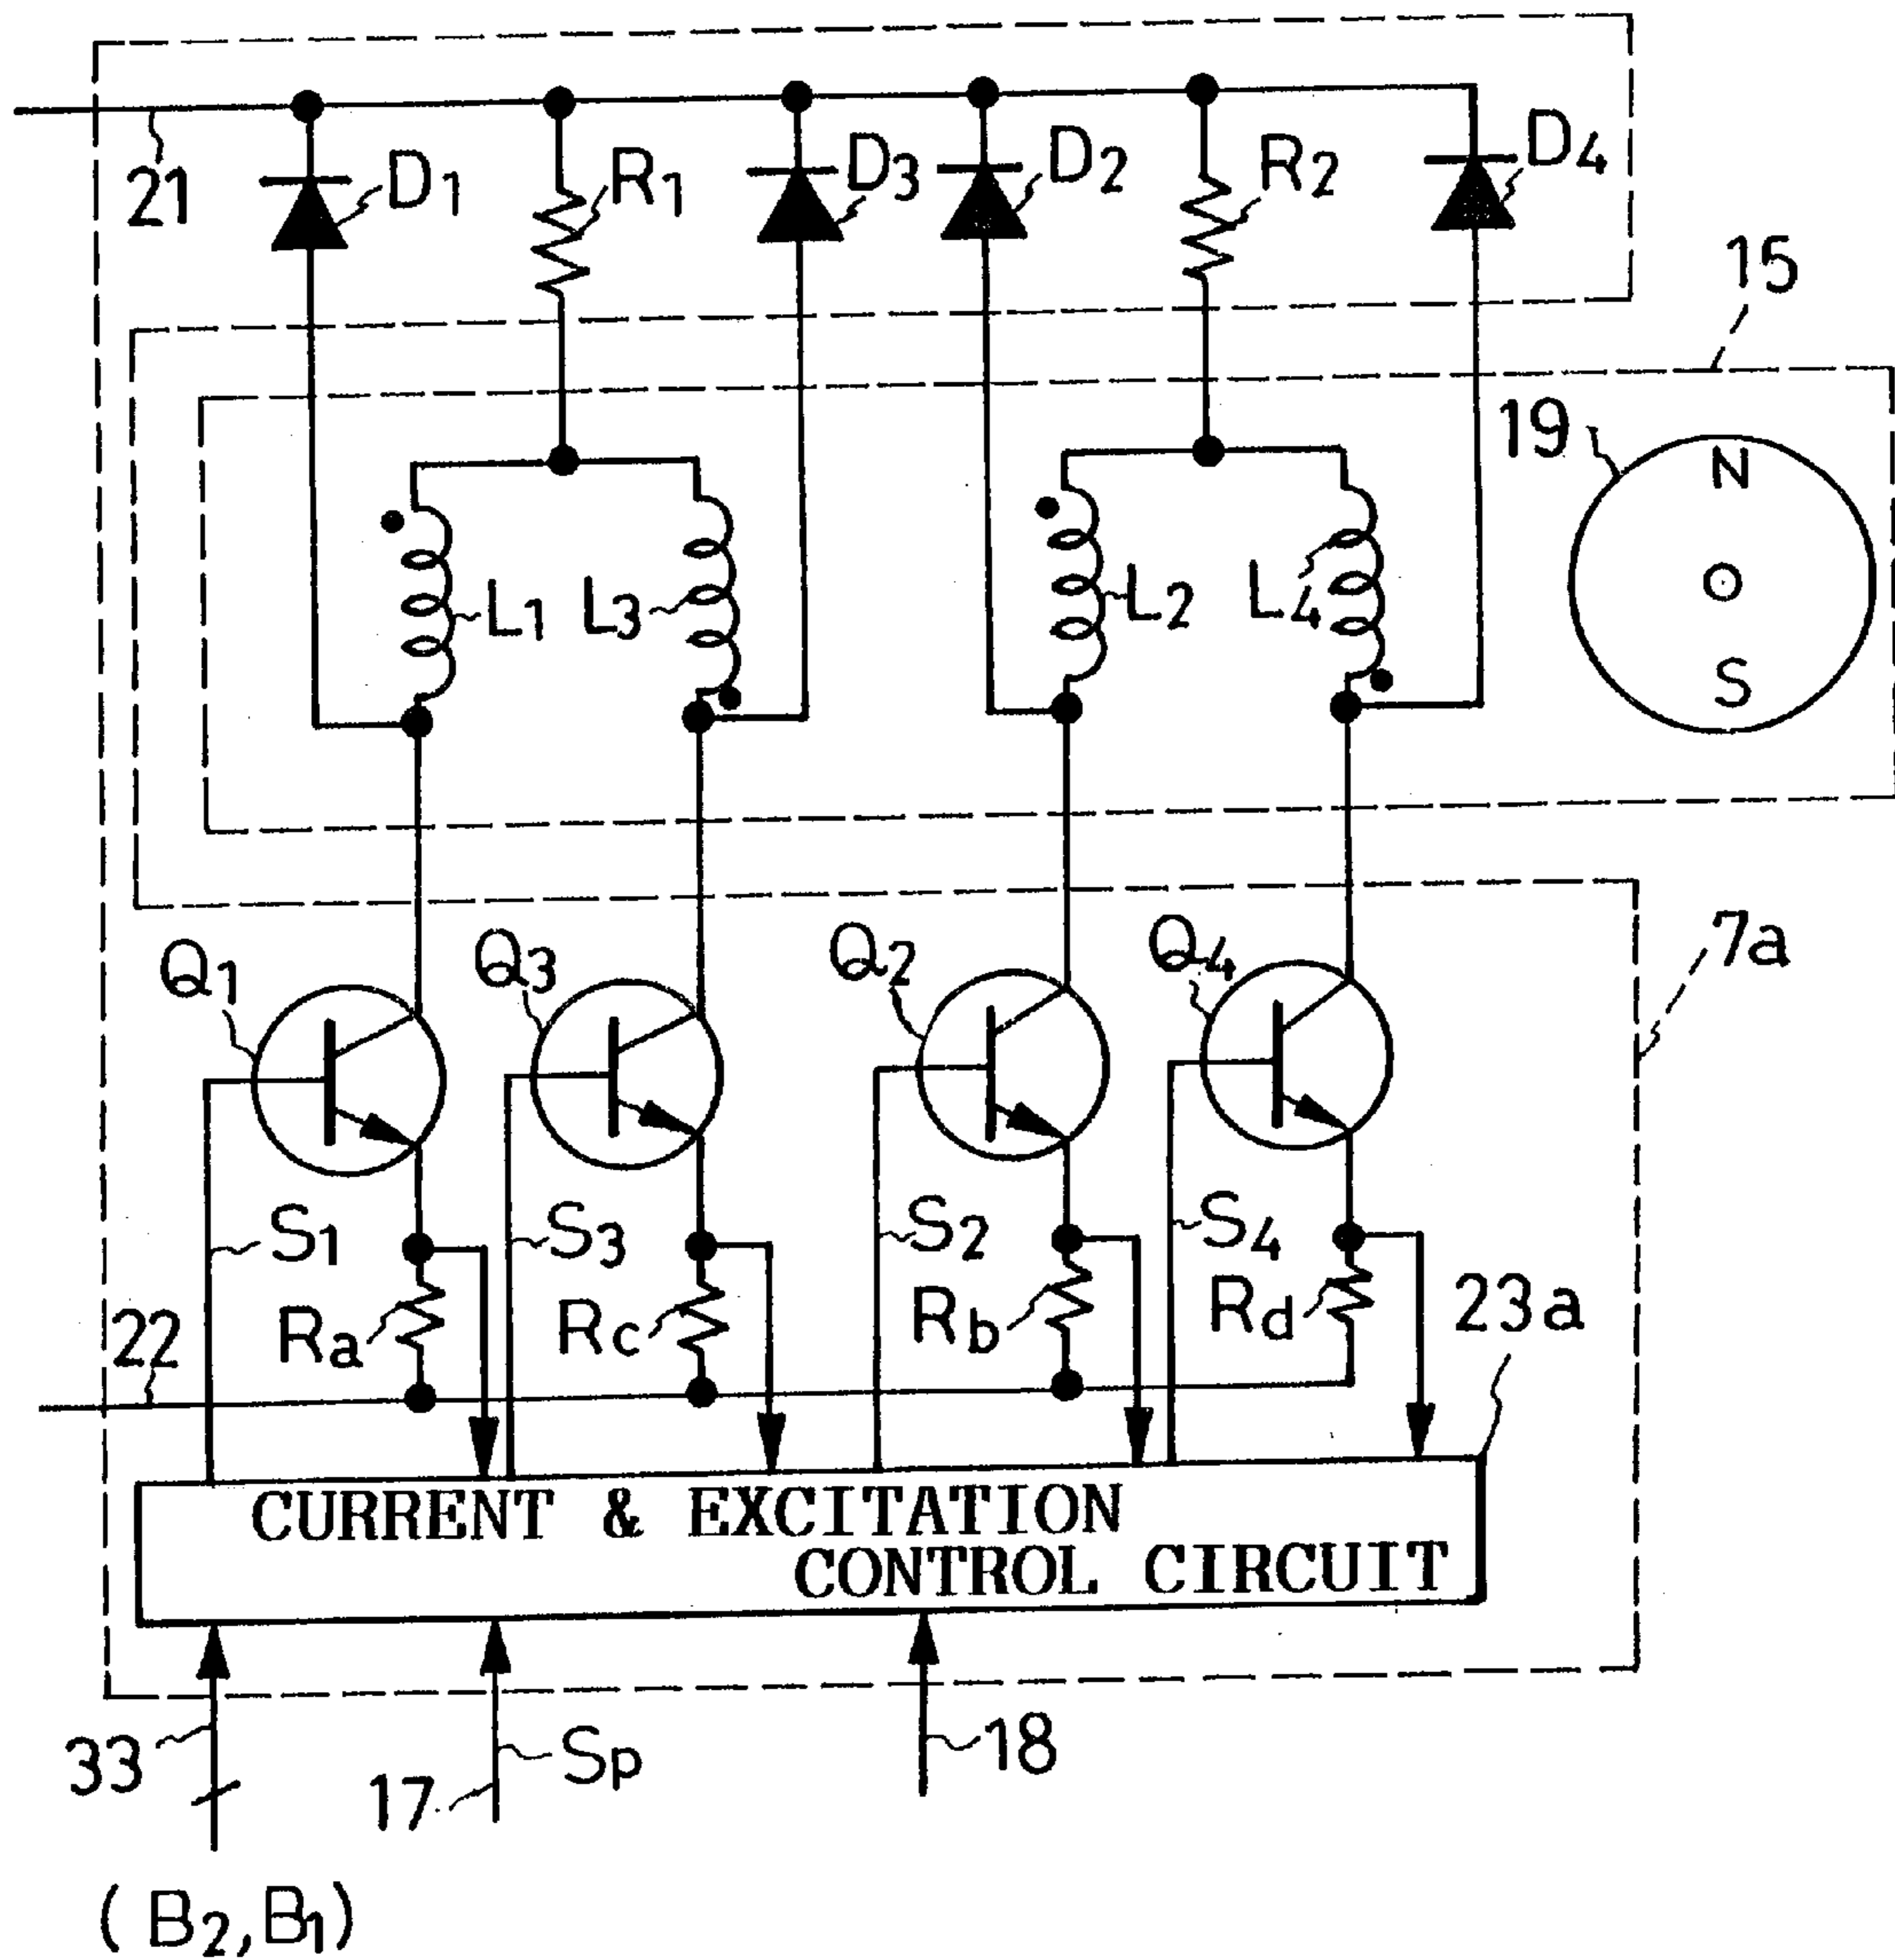 21
D1
R1
D3
D2
R2
D4
15
19
N
S
L1
L3
L2
L4
7a
Q1
Q3
Q2
Q4
S1
S3
S2
S4
22
Ra
Rc
Rb
Rd
23a
CURRENT & EXCITATION
CONTROL CIRCUIT
33
17
Sp
18
(B2,B1)